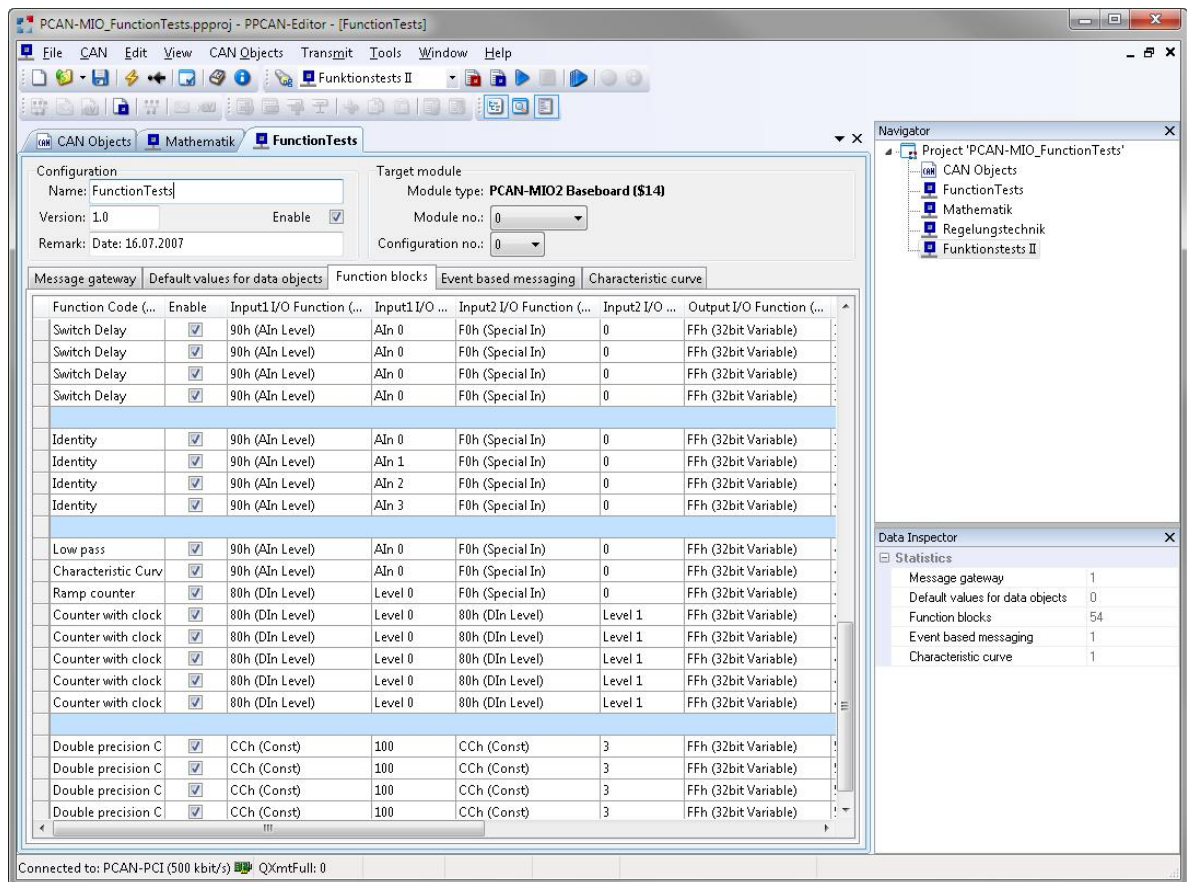 PCAN-MIO_FunctionTests.ppproj - PPCAN-Editor - [FunctionTests]
File CAN Edit View CAN Objects Transmit Tools Window Help
Funktionstests II
CAN Objects Mathematik FunctionTests
Configuration
Name: FunctionTests
Version: 1.0 Enable
Remark: Date: 16.07.2007
Target module
Module type: PCAN-MIO2 Baseboard ($14)
Module no.: 0
Configuration no.: 0
Message gateway Default values for data objects Function blocks Event based messaging Characteristic curve
Function Code (... Enable Input1 I/O Function (... Input1 I/O ... Input2 I/O Function (... Input2 I/O ... Output I/O Function (...
Switch Delay 90h (AIn Level) AIn 0 F0h (Special In) 0 FFh (32bit Variable)
Switch Delay 90h (AIn Level) AIn 0 F0h (Special In) 0 FFh (32bit Variable)
Switch Delay 90h (AIn Level) AIn 0 F0h (Special In) 0 FFh (32bit Variable)
Switch Delay 90h (AIn Level) AIn 0 F0h (Special In) 0 FFh (32bit Variable)
Identity 90h (AIn Level) AIn 0 F0h (Special In) 0 FFh (32bit Variable)
Identity 90h (AIn Level) AIn 1 F0h (Special In) 0 FFh (32bit Variable)
Identity 90h (AIn Level) AIn 2 F0h (Special In) 0 FFh (32bit Variable)
Identity 90h (AIn Level) AIn 3 F0h (Special In) 0 FFh (32bit Variable)
Low pass 90h (AIn Level) AIn 0 F0h (Special In) 0 FFh (32bit Variable)
Characteristic Curv 90h (AIn Level) AIn 0 F0h (Special In) 0 FFh (32bit Variable)
Ramp counter 80h (DIn Level) Level 0 F0h (Special In) 0 FFh (32bit Variable)
Counter with clock 80h (DIn Level) Level 0 80h (DIn Level) Level 1 FFh (32bit Variable)
Counter with clock 80h (DIn Level) Level 0 80h (DIn Level) Level 1 FFh (32bit Variable)
Counter with clock 80h (DIn Level) Level 0 80h (DIn Level) Level 1 FFh (32bit Variable)
Counter with clock 80h (DIn Level) Level 0 80h (DIn Level) Level 1 FFh (32bit Variable)
Counter with clock 80h (DIn Level) Level 0 80h (DIn Level) Level 1 FFh (32bit Variable)
Double precision C CCh (Const) 100 CCh (Const) 3 FFh (32bit Variable)
Double precision C CCh (Const) 100 CCh (Const) 3 FFh (32bit Variable)
Double precision C CCh (Const) 100 CCh (Const) 3 FFh (32bit Variable)
Double precision C CCh (Const) 100 CCh (Const) 3 FFh (32bit Variable)
Navigator
Project 'PCAN-MIO_FunctionTests'
CAN Objects
FunctionTests
Mathematik
Regelungstechnik
Funktionstests II
Data Inspector
Statistics
Message gateway 1
Default values for data objects 0
Function blocks 54
Event based messaging 1
Characteristic curve 1
Connected to: PCAN-PCI (500 kbit/s) QXmtFull: 0